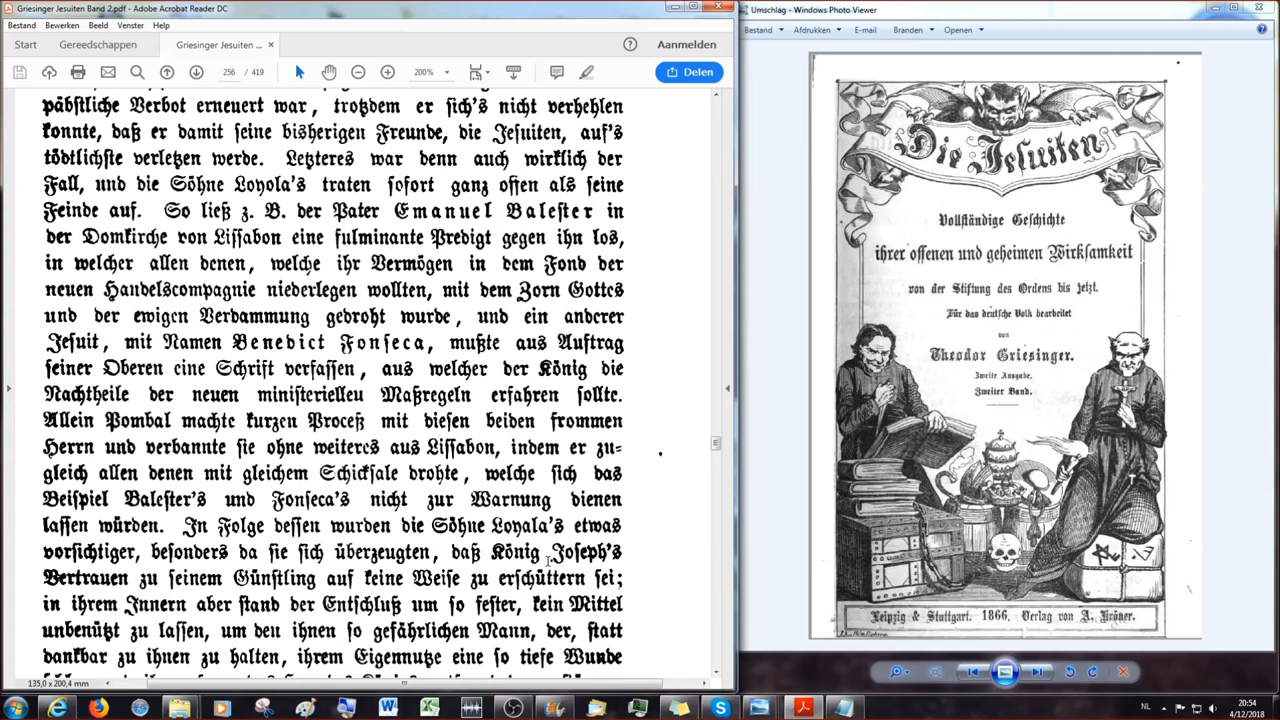 Griesinger Jesuiten Band 2.pdf - Adobe Acrobat Reader DC
Bestand Bewerken Beeld Venster Help
Start Gereedschappen Griesinger Jesuiten ... × Aanmelden
256 / 419 200% Delen
päbstliche Verbot erneuert war, trotzdem er sich's nicht verhehlen
konnte, daß er damit seine bisherigen Freunde, die Jesuiten, auf's
tödtlichste verletzen werde. Letzteres war denn auch wirklich der
Fall, und die Söhne Loyola's traten sofort ganz offen als seine
Feinde auf. So ließ z. B. der Pater Emanuel Balester in
der Domkirche von Lissabon eine fulminante Predigt gegen ihn los,
in welcher allen denen, welche ihr Vermögen in dem Fond der
neuen Handelscompagnie niederlegen wollten, mit dem Zorn Gottes
und der ewigen Verdammung gedroht wurde, und ein anderer
Jesuit, mit Namen Benedict Fonseca, mußte aus Auftrag
seiner Oberen eine Schrift verfassen, aus welcher der König die
Nachtheile der neuen ministeriellen Maßregeln erfahren sollte.
Allein Pombal machte kurzen Proceß mit diesen beiden frommen
Herrn und verbannte sie ohne weiteres aus Lissabon, indem er zu=
gleich allen denen mit gleichem Schicksale drohte, welche sich das
Beispiel Balester's und Fonseca's nicht zur Warnung dienen
lassen würden. In Folge dessen wurden die Söhne Loyala's etwas
vorsichtiger, besonders da sie sich überzeugten, daß König Joseph's
Vertrauen zu seinem Günstling auf keine Weise zu erschüttern sei;
in ihrem Innern aber stand der Entschluß um so fester, kein Mittel
unbenützt zu lassen, um den ihnen so gefährlichen Mann, der, statt
dankbar zu ihnen zu halten, ihrem Eigennutze eine so tiefe Wunde
135,0 x 200,4 mm
Umschlag - Windows Photo Viewer
Bestand Afdrukken E-mail Branden Openen
Die Jesuiten
Vollständige Geschichte
ihrer offenen und geheimen Wirksamkeit
von der Stiftung des Ordens bis jetzt.
Für das deutsche Volk bearbeitet
von
Theodor Griesinger.
Zweite Ausgabe.
Zweiter Band.
Leipzig & Stuttgart. 1866. Verlag von A. Kröner.
NL 20:54
4/12/2018